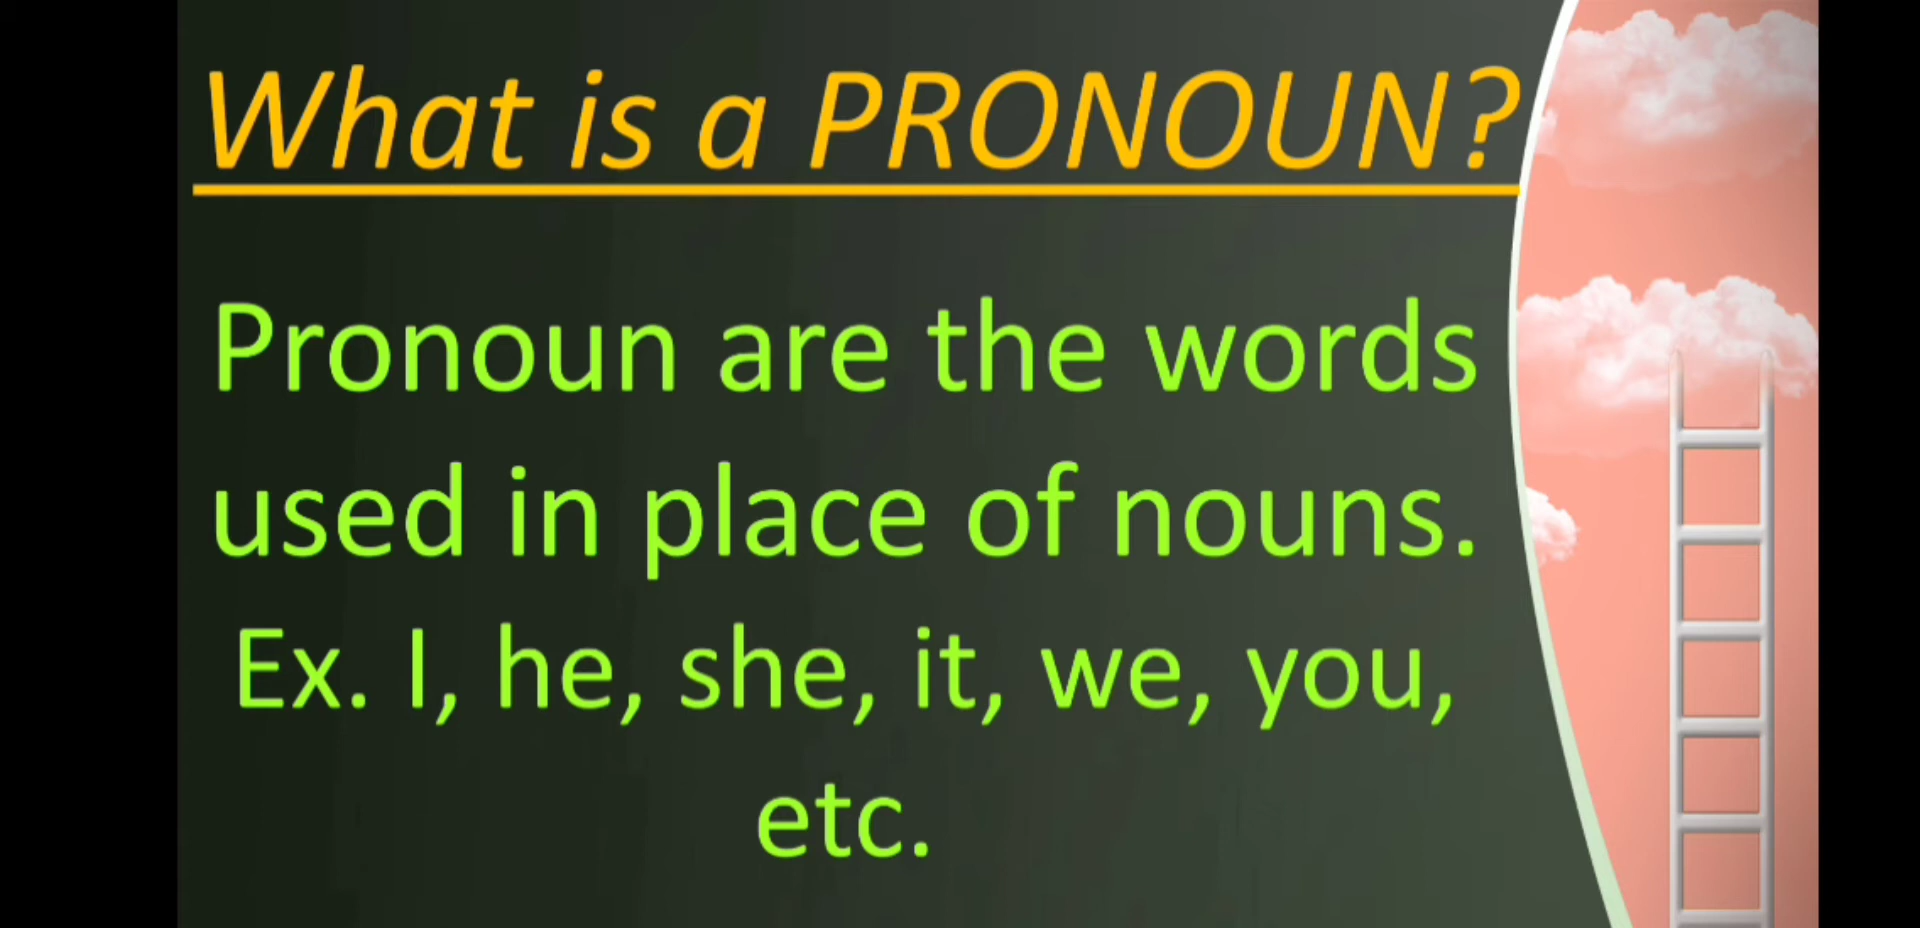 What is a PRONOUN?
Pronoun are the words
used in place of nouns.
Ex. I, he, she, it, we, you,
etc.